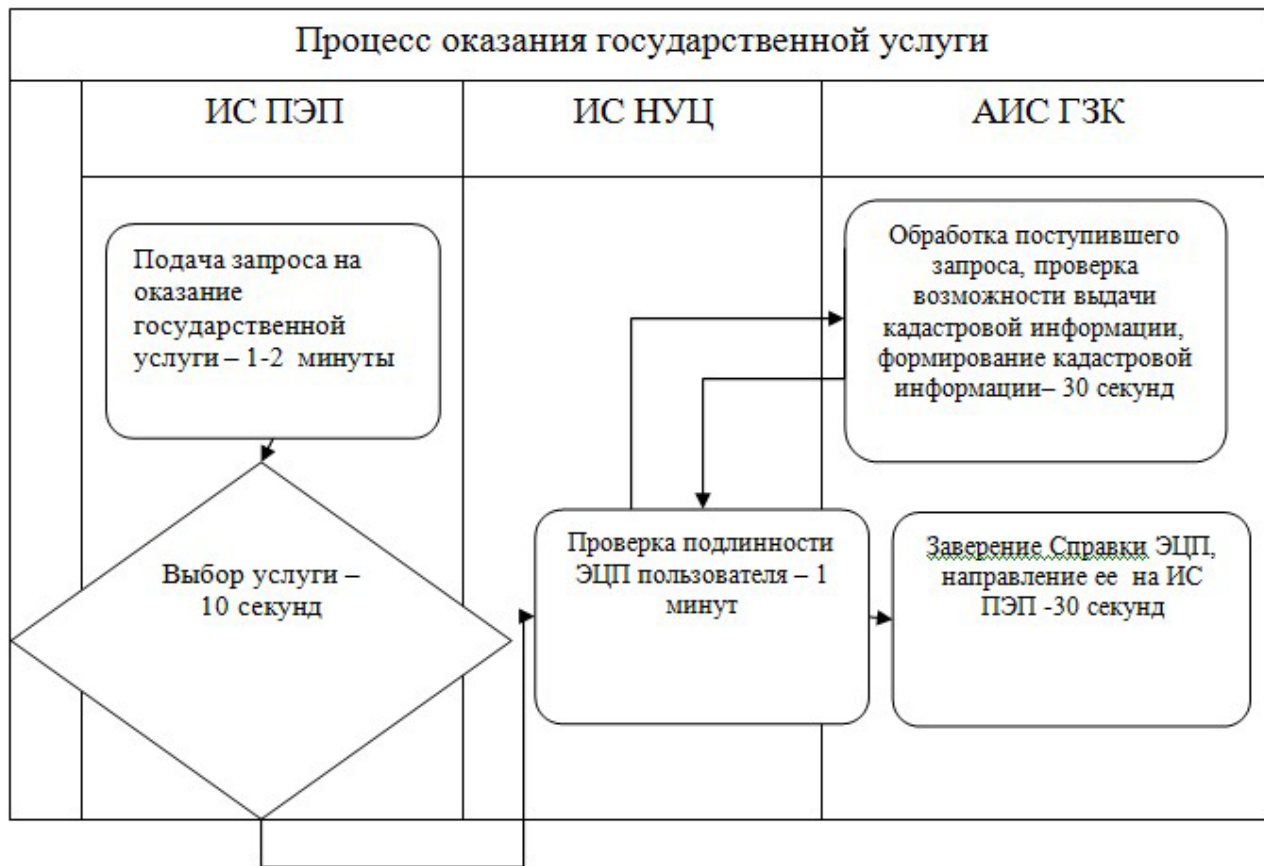 Процесс оказания государственной услуги
ИС ПЭП
ИС НУЦ
АИС ГЗК
Подача запроса на
оказание
государственной
услуги – 1-2 минуты
Выбор услуги –
10 секунд
Проверка подлинности
ЭЦП пользователя – 1
минут
Обработка поступившего
запроса, проверка
возможности выдачи
кадастровой информации,
формирование кадастровой
информации– 30 секунд
Заверение Справки ЭЦП,
направление ее на ИС
ПЭП -30 секунд